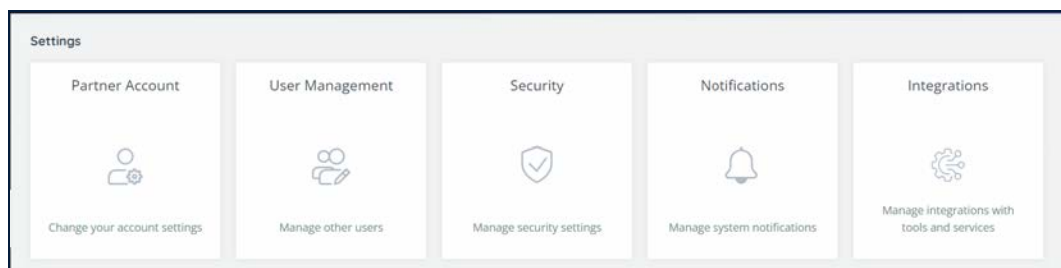 Settings
Partner Account
User Management
Security
Notifications
Integrations
Change your account settings
Manage other users
Manage security settings
Manage system notifications
Manage integrations with
tools and services